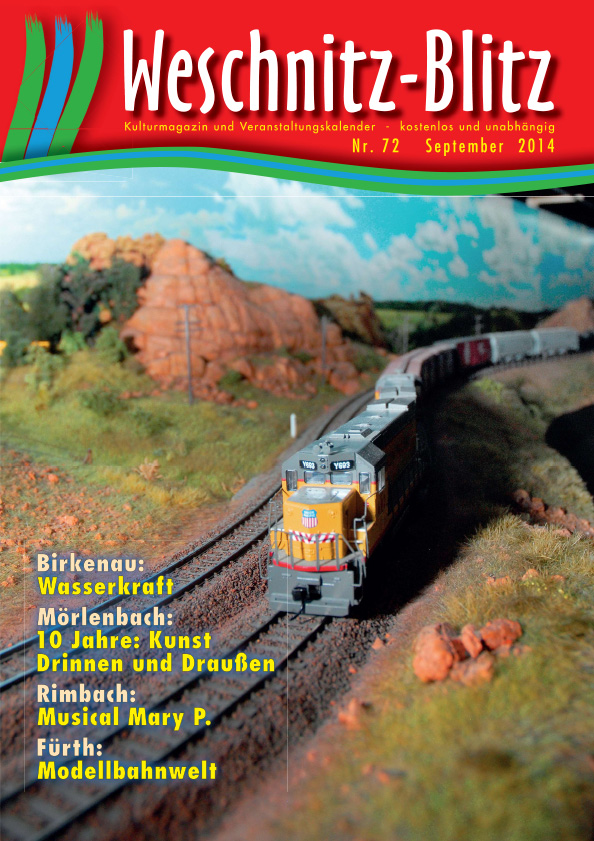 Weschnitz-Blitz
Kulturmagazin und Veranstaltungskalender - kostenlos und unabhängig
Nr. 72 September 2014
Birkenau:
Wasserkraft
Mörlenbach:
10 Jahre: Kunst
Drinnen und Draußen
Rimbach:
Musical Mary P.
Fürth:
Modellbahnwelt